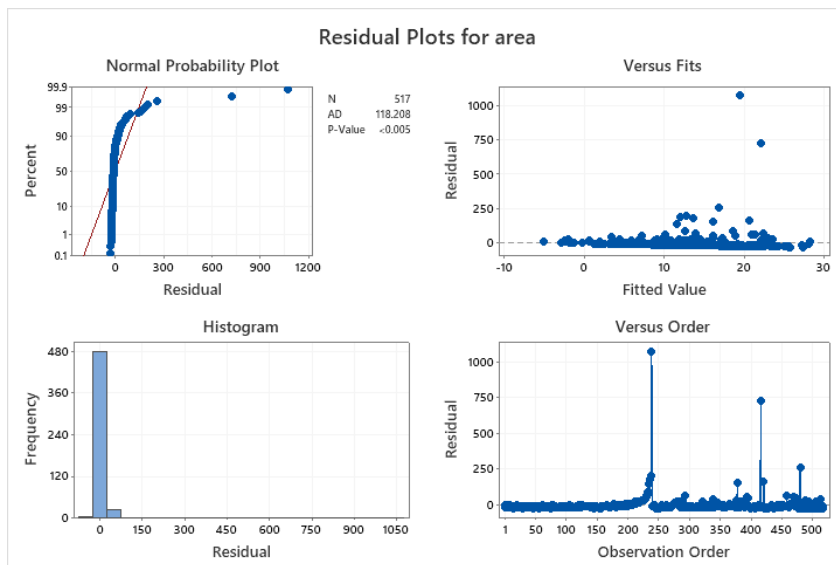 Residual Plots for area
Normal Probability Plot
99.9
99
90
50
10
1
0.1
Percent
0 300 600 900 1200
Residual
N 517
AD 118.208
P-Value <0.005
Versus Fits
1000
750
500
250
0
Residual
-10 0 10 20 30
Fitted Value
Histogram
480
360
240
120
0
Frequency
0 150 300 450 600 750 900 1050
Residual
Versus Order
1000
750
500
250
0
Residual
1 50 100 150 200 250 300 350 400 450 500
Observation Order